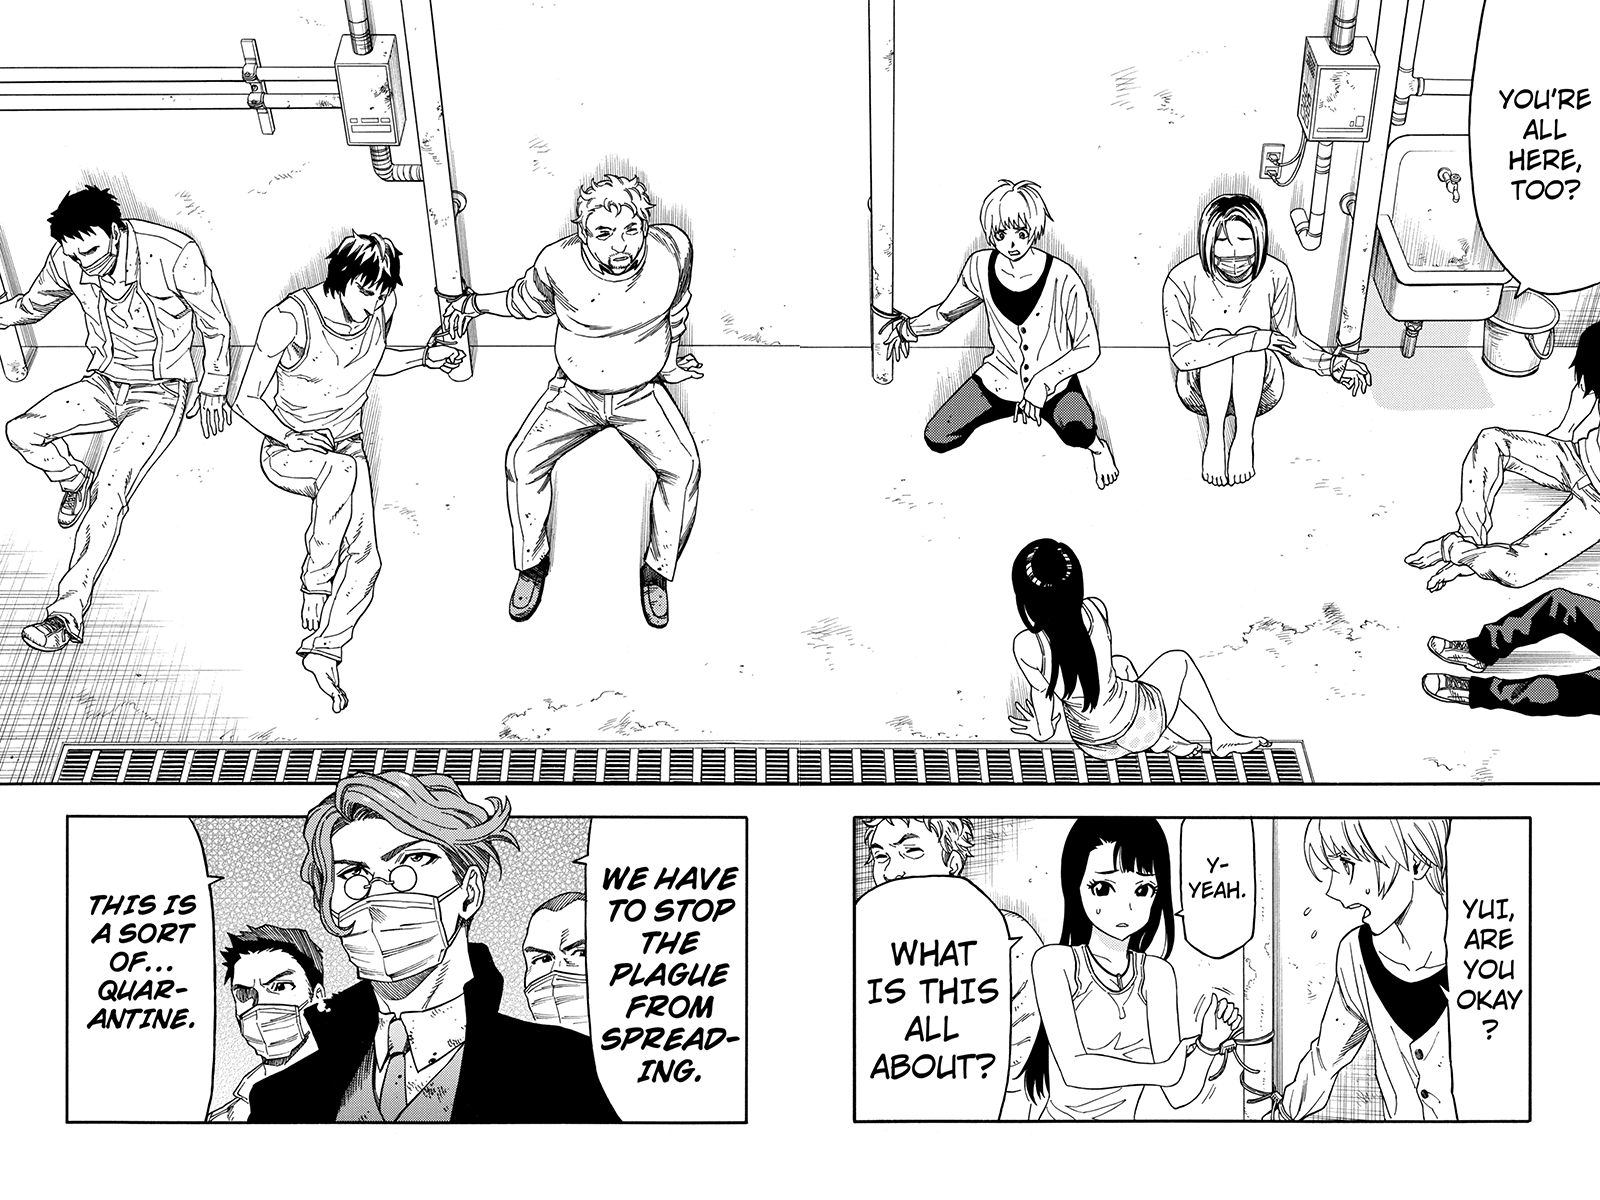 YOU'RE
ALL
HERE,
TOO?
YUI,
ARE
YOU
OKAY
?
Y-
YEAH.
WHAT
IS THIS
ALL
ABOUT?
WE HAVE
TO STOP
THE
PLAGUE
FROM
SPREAD-
ING.
THIS IS
A SORT
OF...
QUAR-
ANTINE.